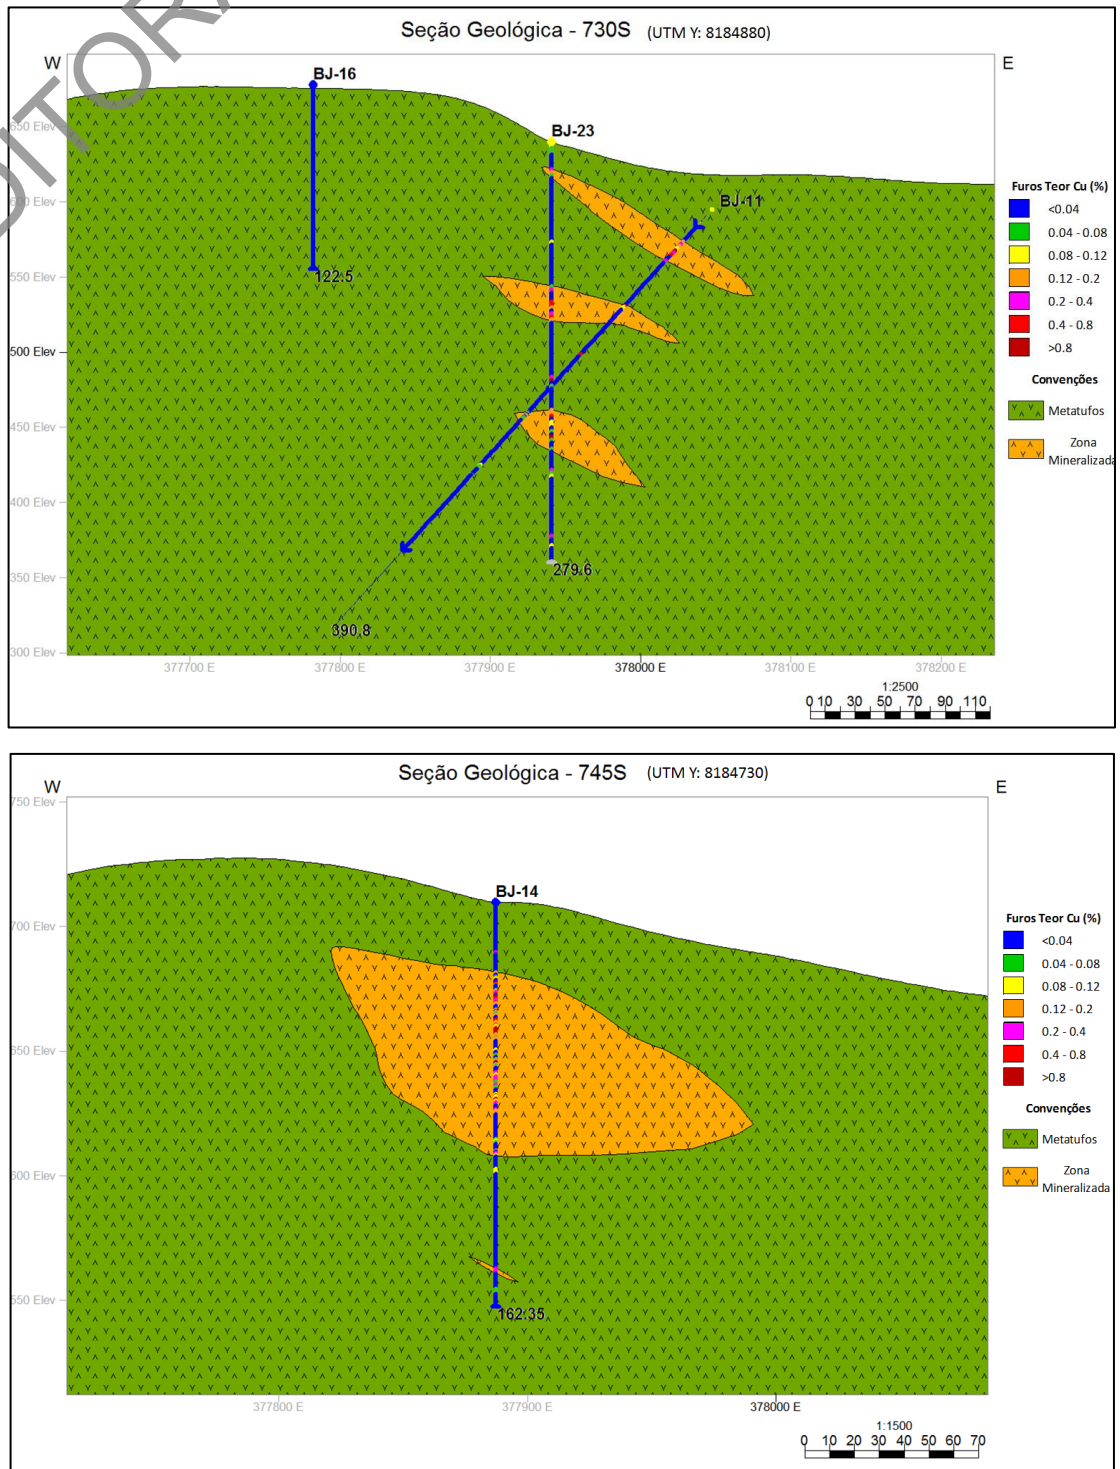 DITORA
Seção Geológica - 730S (UTM Y: 8184880)
W
E
BJ-16
BJ-23
BJ-11
650 Elev
600 Elev
550 Elev
500 Elev
450 Elev
400 Elev
350 Elev
300 Elev
122.5
279.6
390.8
377700 E
377800 E
377900 E
378000 E
378100 E
378200 E
Furos Teor Cu (%)
<0.04
0.04 - 0.08
0.08 - 0.12
0.12 - 0.2
0.2 - 0.4
0.4 - 0.8
>0.8
Convenções
Metatufos
Zona
Mineralizada
1:2500
0 10 30 50 70 90 110
Seção Geológica - 745S (UTM Y: 8184730)
W
E
750 Elev
700 Elev
650 Elev
600 Elev
550 Elev
BJ-14
162.35
377800 E
377900 E
378000 E
Furos Teor Cu (%)
<0.04
0.04 - 0.08
0.08 - 0.12
0.12 - 0.2
0.2 - 0.4
0.4 - 0.8
>0.8
Convenções
Metatufos
Zona
Mineralizada
1:1500
0 10 20 30 40 50 60 70